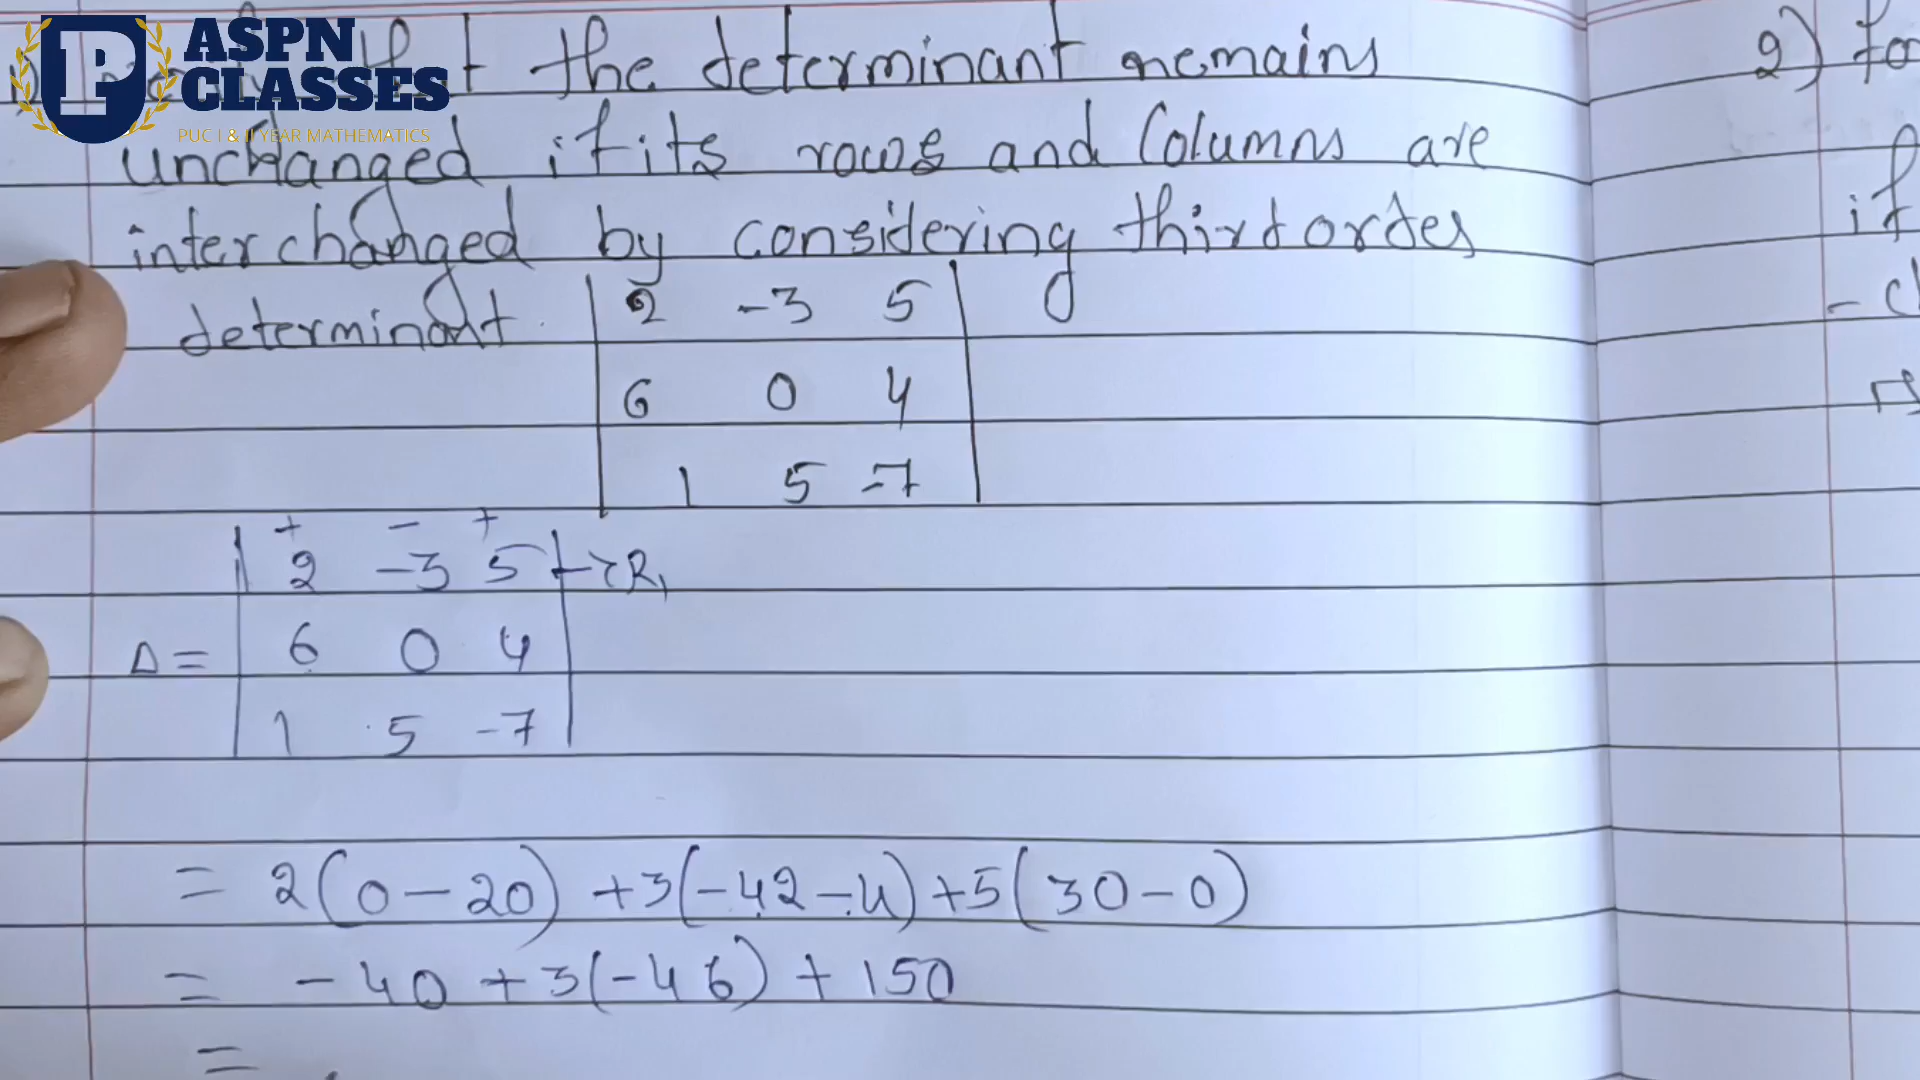 ASPN
CLASSES
PUC I & II YEAR MATHEMATICS
the determinant remains
unchanged if its rows and Columns are
interchanged by considering third order
determinant. | 2 -3 5 |
6 0 4
1 5 -7
+ - +
2 -3 5 → R1
Δ = 6 0 4
1 5 -7
= 2(0-20) +3(-42-4)+5(30-0)
= -40 +3(-46) + 150
=
2) fo
if